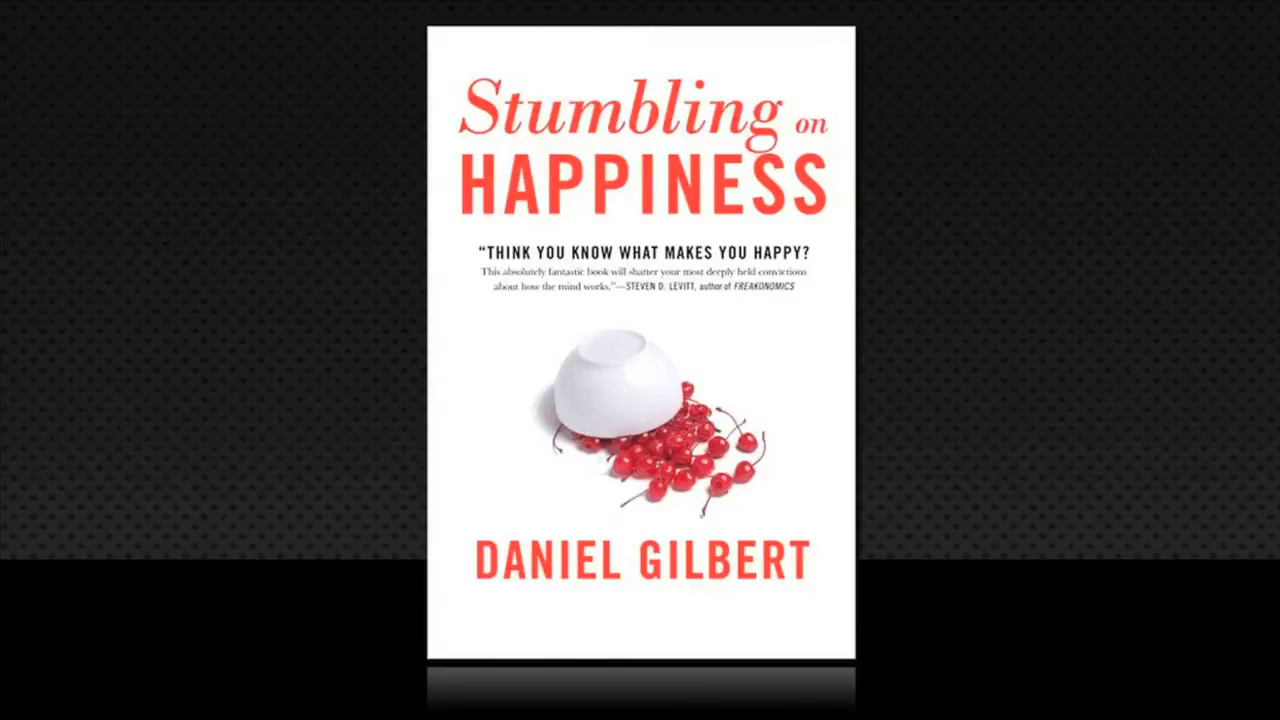 Stumbling on
HAPPINESS
“THINK YOU KNOW WHAT MAKES YOU HAPPY?
This absolutely fantastic book will shatter your most deeply held convictions
about how the mind works.”—STEVEN D. LEVITT, author of FREAKONOMICS
DANIEL GILBERT